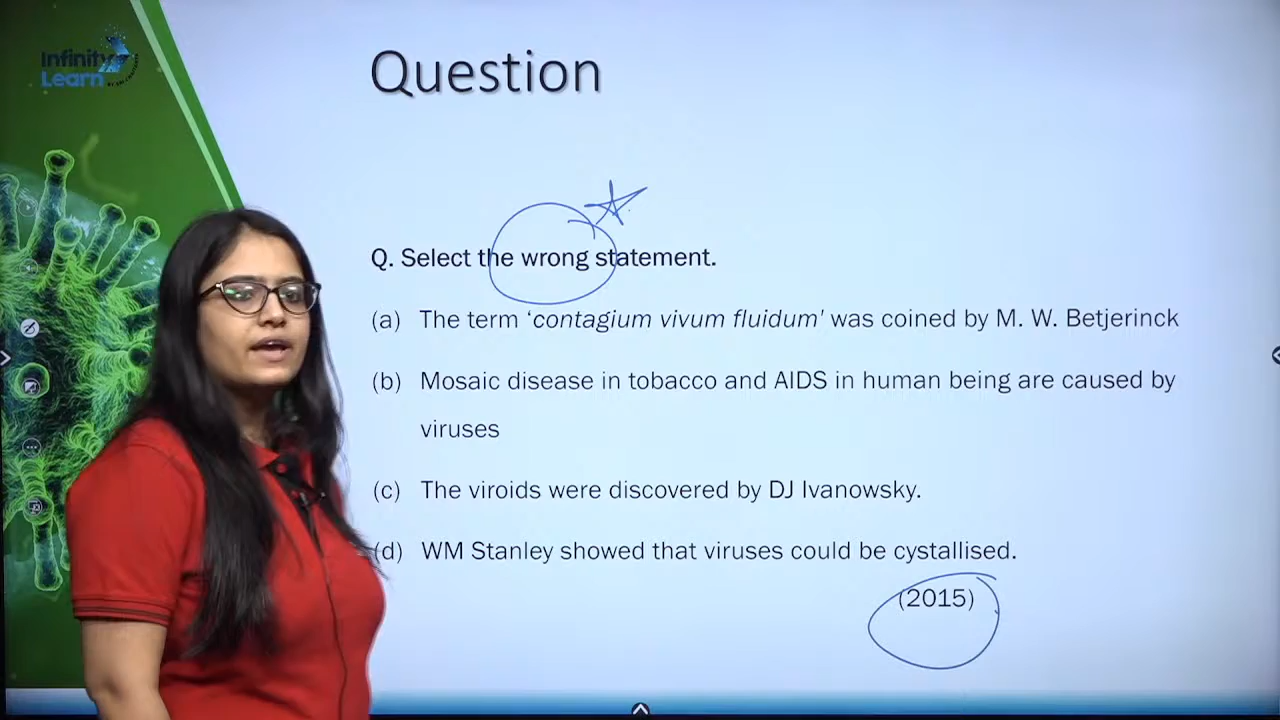 Infinity
Learn
Question
Q. Select the wrong statement.
(a) The term ‘contagium vivum fluidum' was coined by M. W. Betjerinck
(b) Mosaic disease in tobacco and AIDS in human being are caused by
viruses
(c) The viroids were discovered by DJ Ivanowsky.
(d) WM Stanley showed that viruses could be cystallised.
(2015)